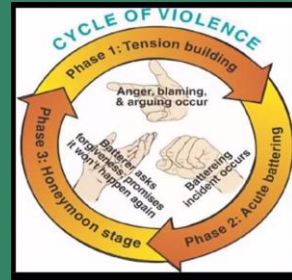 CYCLE OF VIOLENCE
Phase 1: Tension building
Anger, blaming,
& arguing occur
Phase 2: Acute battering
Battereing
incident occurs
Phase 3: Honeymoon stage
Batterer asks
forgiveness, promises
it won't happen again